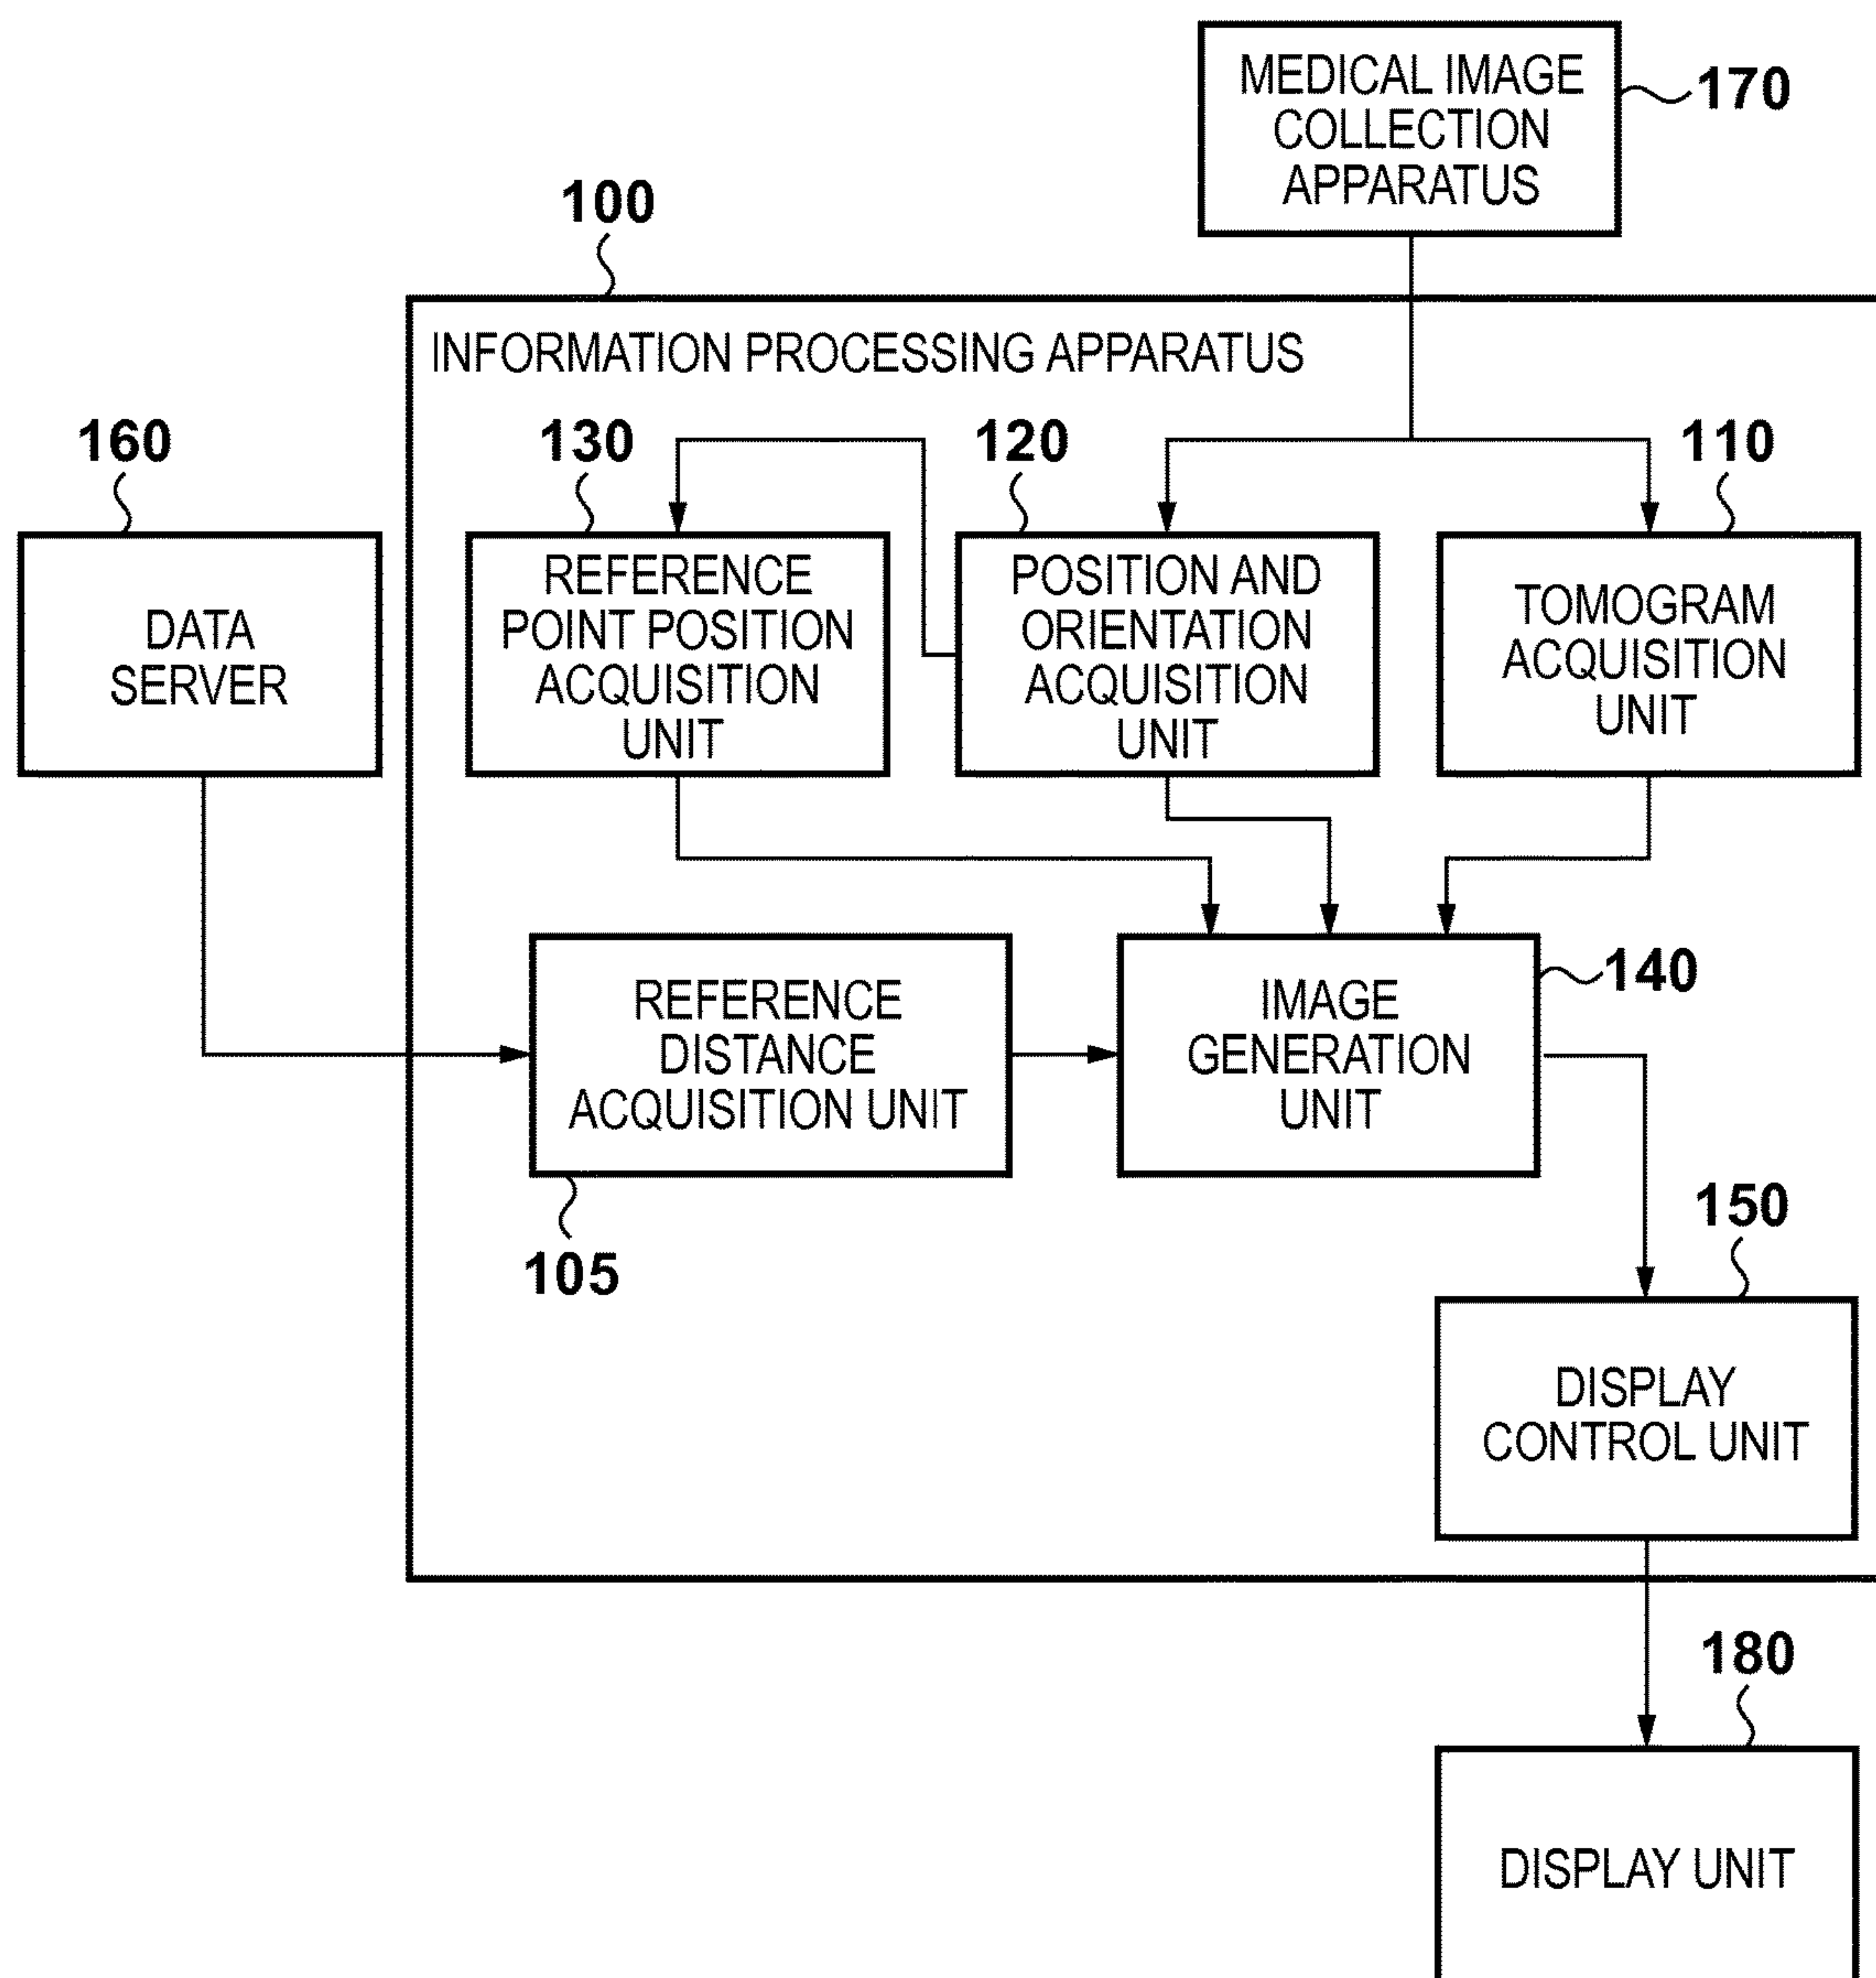 MEDICAL IMAGE
COLLECTION
APPARATUS
170
100
INFORMATION PROCESSING APPARATUS
160
130
120
110
DATA
SERVER
REFERENCE
POINT POSITION
ACQUISITION
UNIT
POSITION AND
ORIENTATION
ACQUISITION
UNIT
TOMOGRAM
ACQUISITION
UNIT
REFERENCE
DISTANCE
ACQUISITION UNIT
105
IMAGE
GENERATION
UNIT
140
150
DISPLAY
CONTROL UNIT
180
DISPLAY UNIT